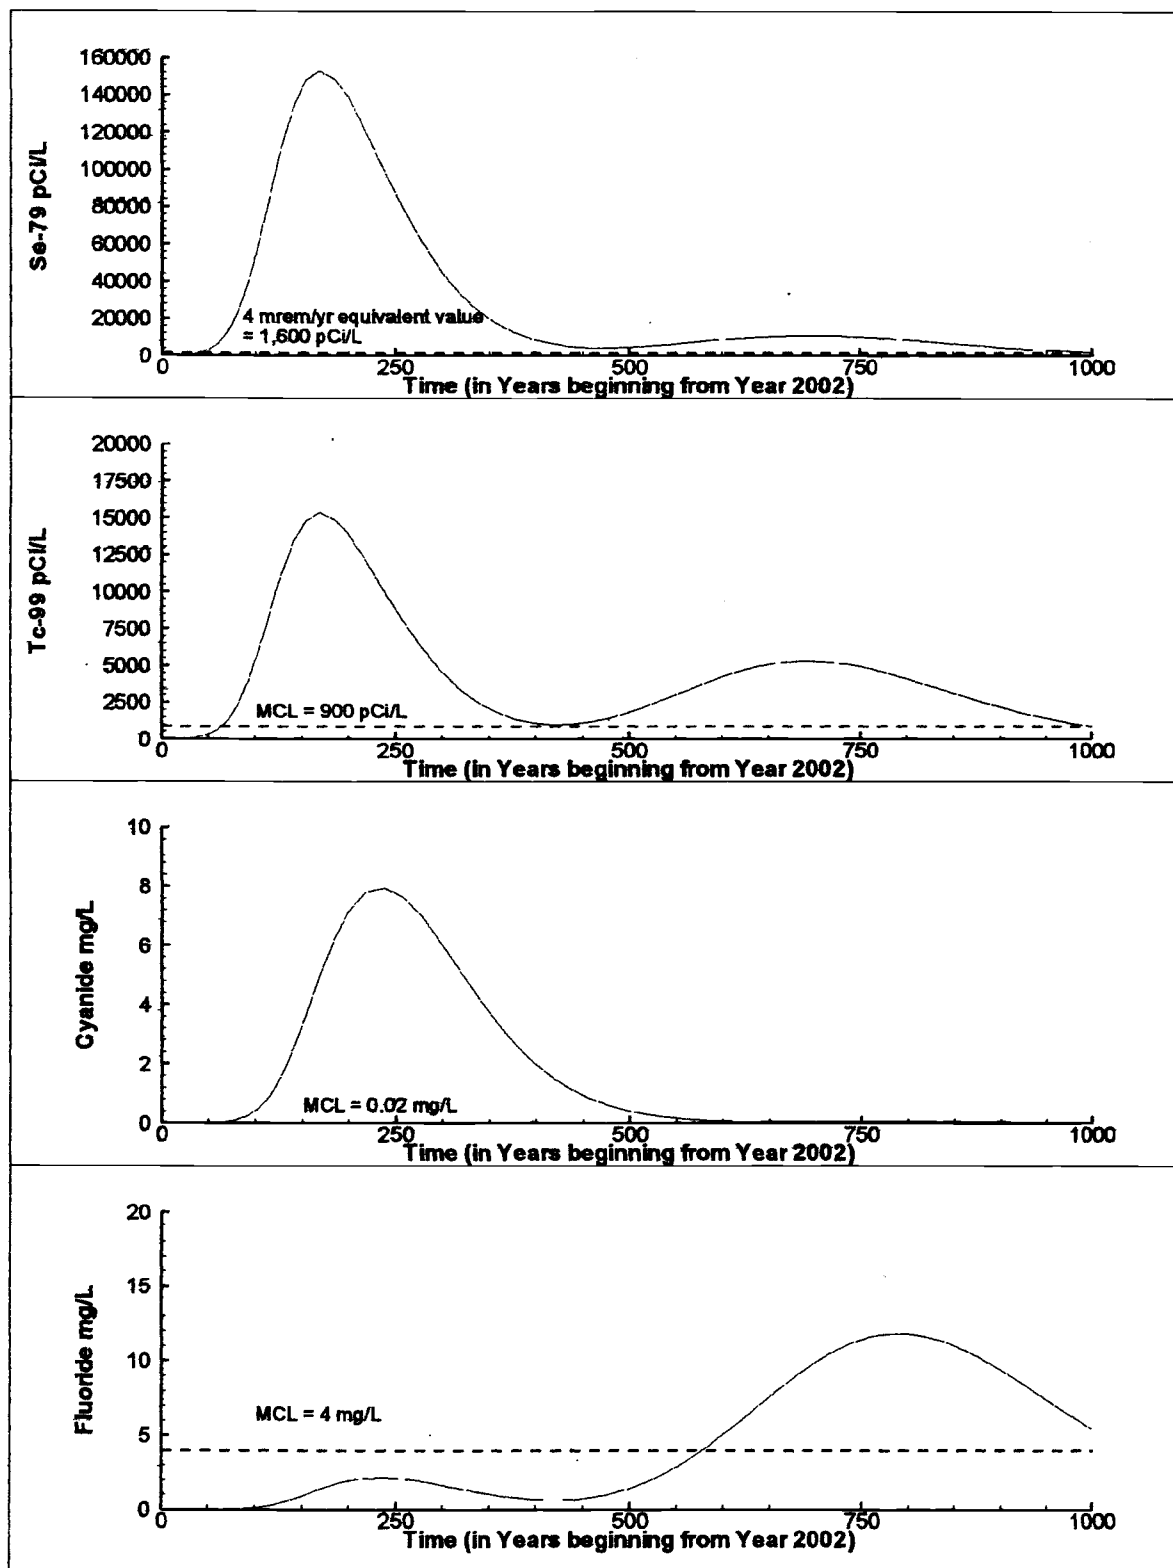 160000
140000
120000
100000
80000
60000
40000
20000
0
Se-79 pCi/L
4 mrem/yr equivalent value
= 1,600 pCi/L
0 250 500 750 1000
Time (in Years beginning from Year 2002)
20000
17500
15000
12500
10000
7500
5000
2500
0
Tc-99 pCi/L
MCL = 900 pCi/L
0 250 500 750 1000
Time (in Years beginning from Year 2002)
10
8
6
4
2
0
Cyanide mg/L
MCL = 0.02 mg/L
0 250 500 750 1000
Time (in Years beginning from Year 2002)
20
15
10
5
0
Fluoride mg/L
MCL = 4 mg/L
0 250 500 750 1000
Time (in Years beginning from Year 2002)